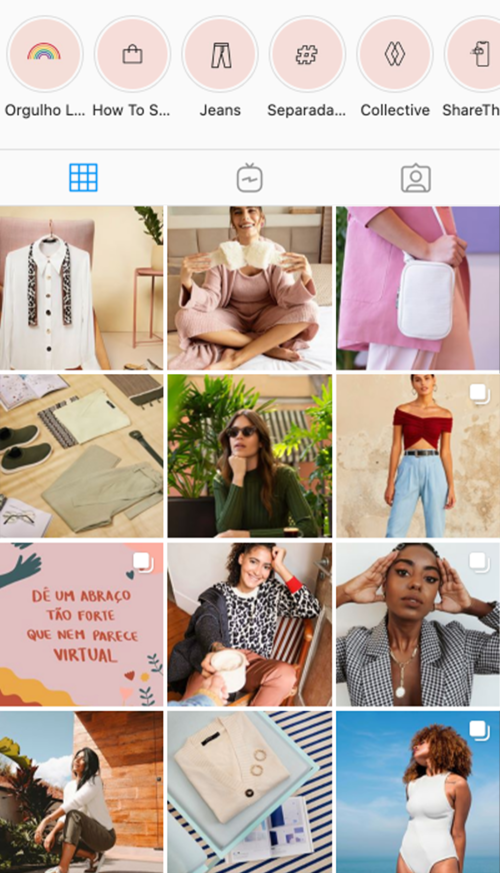 Orgulho L...
How To S...
Jeans
Separada...
Collective
ShareTh
DÊ UM ABRAÇO
TÃO FORTE
QUE NEM PARECE
VIRTUAL